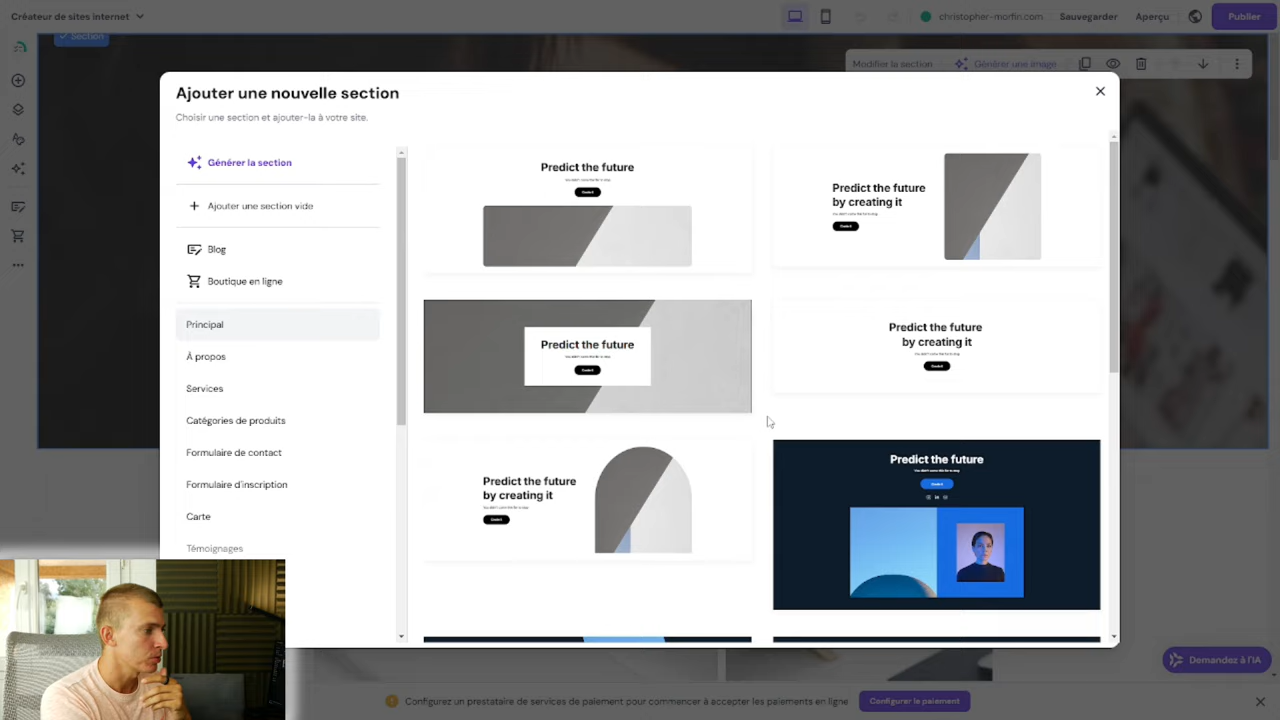 Créateur de sites internet
christopher-morfin.com
Sauvegarder
Aperçu
Publier
Section
Modifier la section
Générer une image
Ajouter une nouvelle section
Choisir une section et ajouter-la à votre site.
Générer la section
Ajouter une section vide
Blog
Boutique en ligne
Principal
À propos
Services
Catégories de produits
Formulaire de contact
Formulaire d'inscription
Carte
Témoignages
Predict the future
Predict the future
by creating it
Predict the future
Predict the future
by creating it
Predict the future
by creating it
Predict the future
Demandez à l'IA
Configurez un prestataire de services de paiement pour commencer à accepter les paiements en ligne
Configurer le paiement